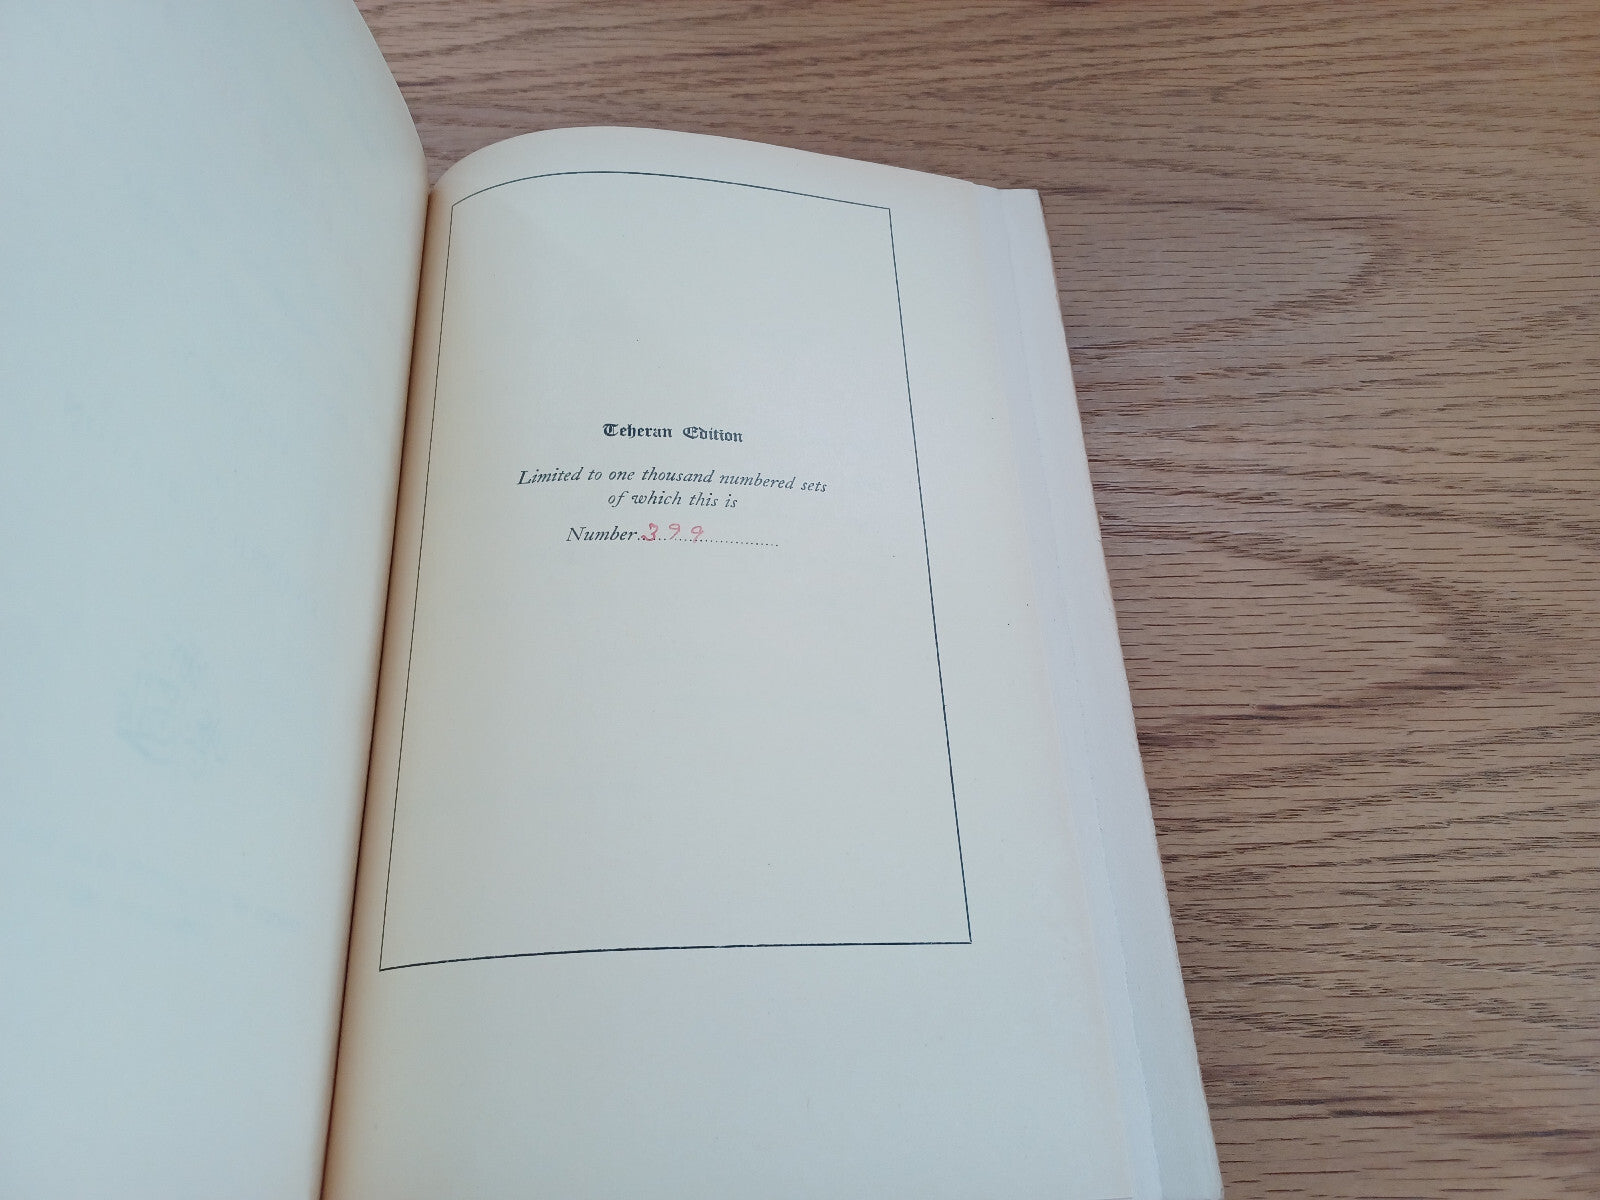 Teheran Edition
Limited to one thousand numbered sets
of which this is
Number 399